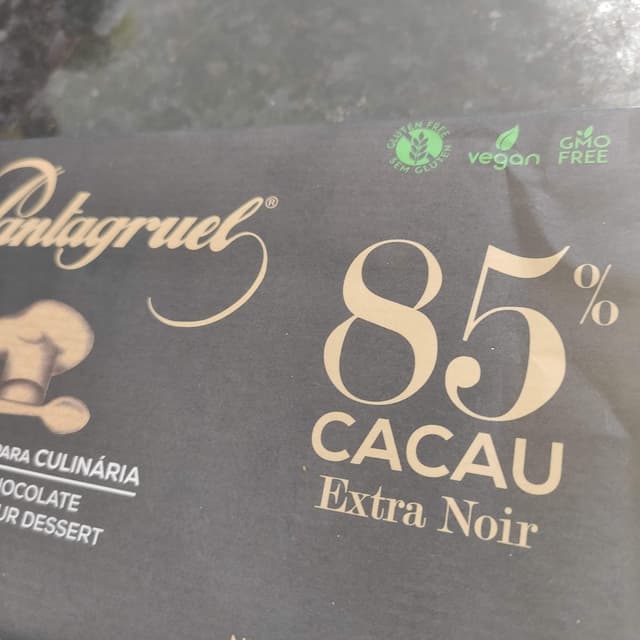 Pantagruel®
GLUTEN FREE
SEM GLÚTEN
vegan
GMO
FREE
85%
CACAU
Extra Noir
PARA CULINÁRIA
HOCOLATE
UR DESSERT